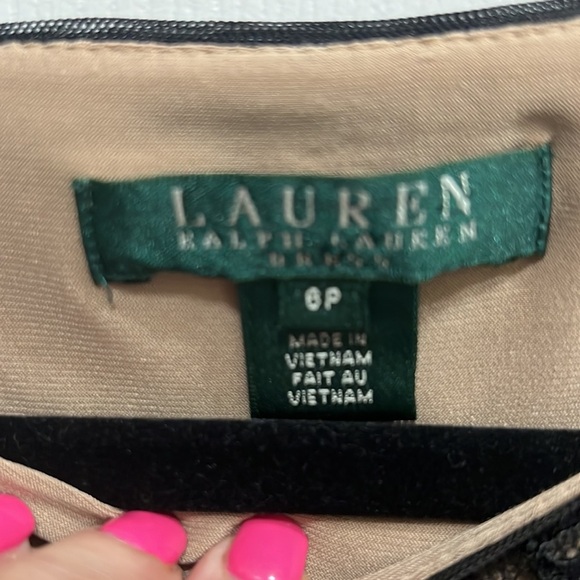 LAUREN
RALPH LAUREN
DRESS
6P
MADE IN
VIETNAM
FAIT AU
VIETNAM